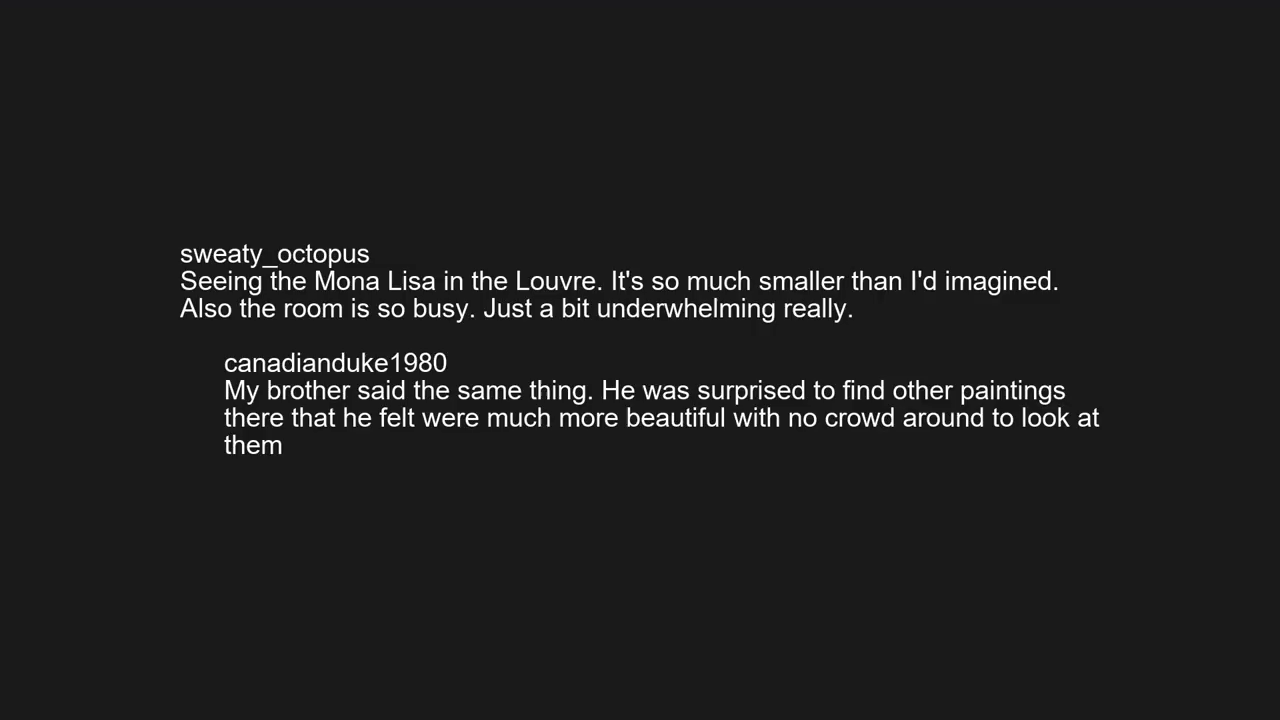 sweaty_octopus
Seeing the Mona Lisa in the Louvre. It's so much smaller than I'd imagined.
Also the room is so busy. Just a bit underwhelming really.
canadianduke1980
My brother said the same thing. He was surprised to find other paintings
there that he felt were much more beautiful with no crowd around to look at
them